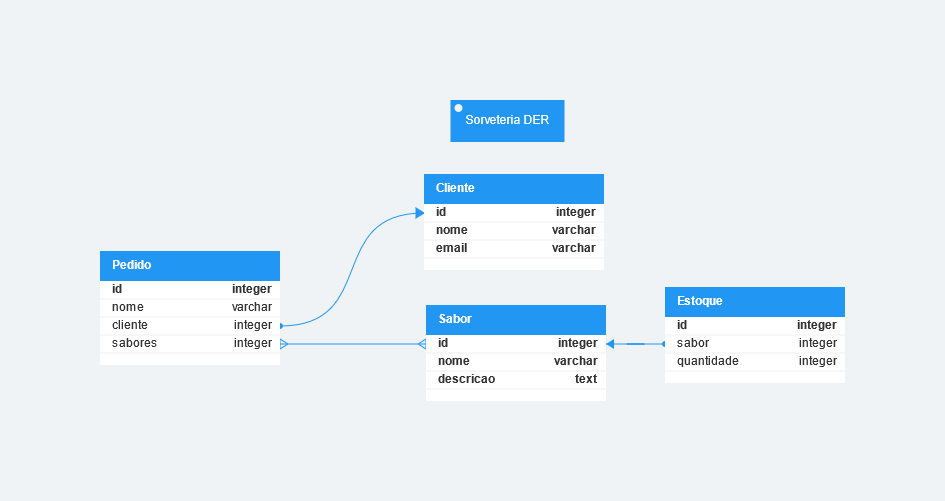 Sorveteria DER
Cliente
id integer
nome varchar
email varchar
Pedido
id integer
nome varchar
cliente integer
sabores integer
Sabor
id integer
nome varchar
descricao text
Estoque
id integer
sabor integer
quantidade integer